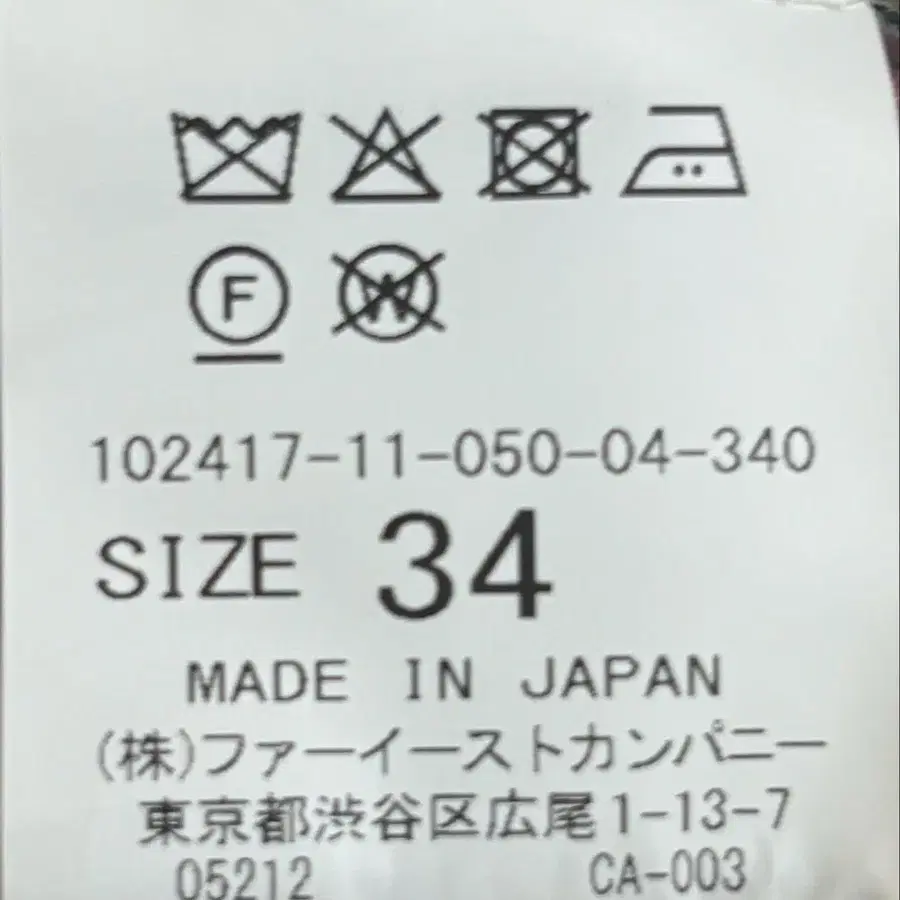 F W
102417-11-050-04-340
SIZE 34
MADE IN JAPAN
(株)ファーイーストカンパニー
東京都渋谷区広尾1-13-7
05212 CA-003